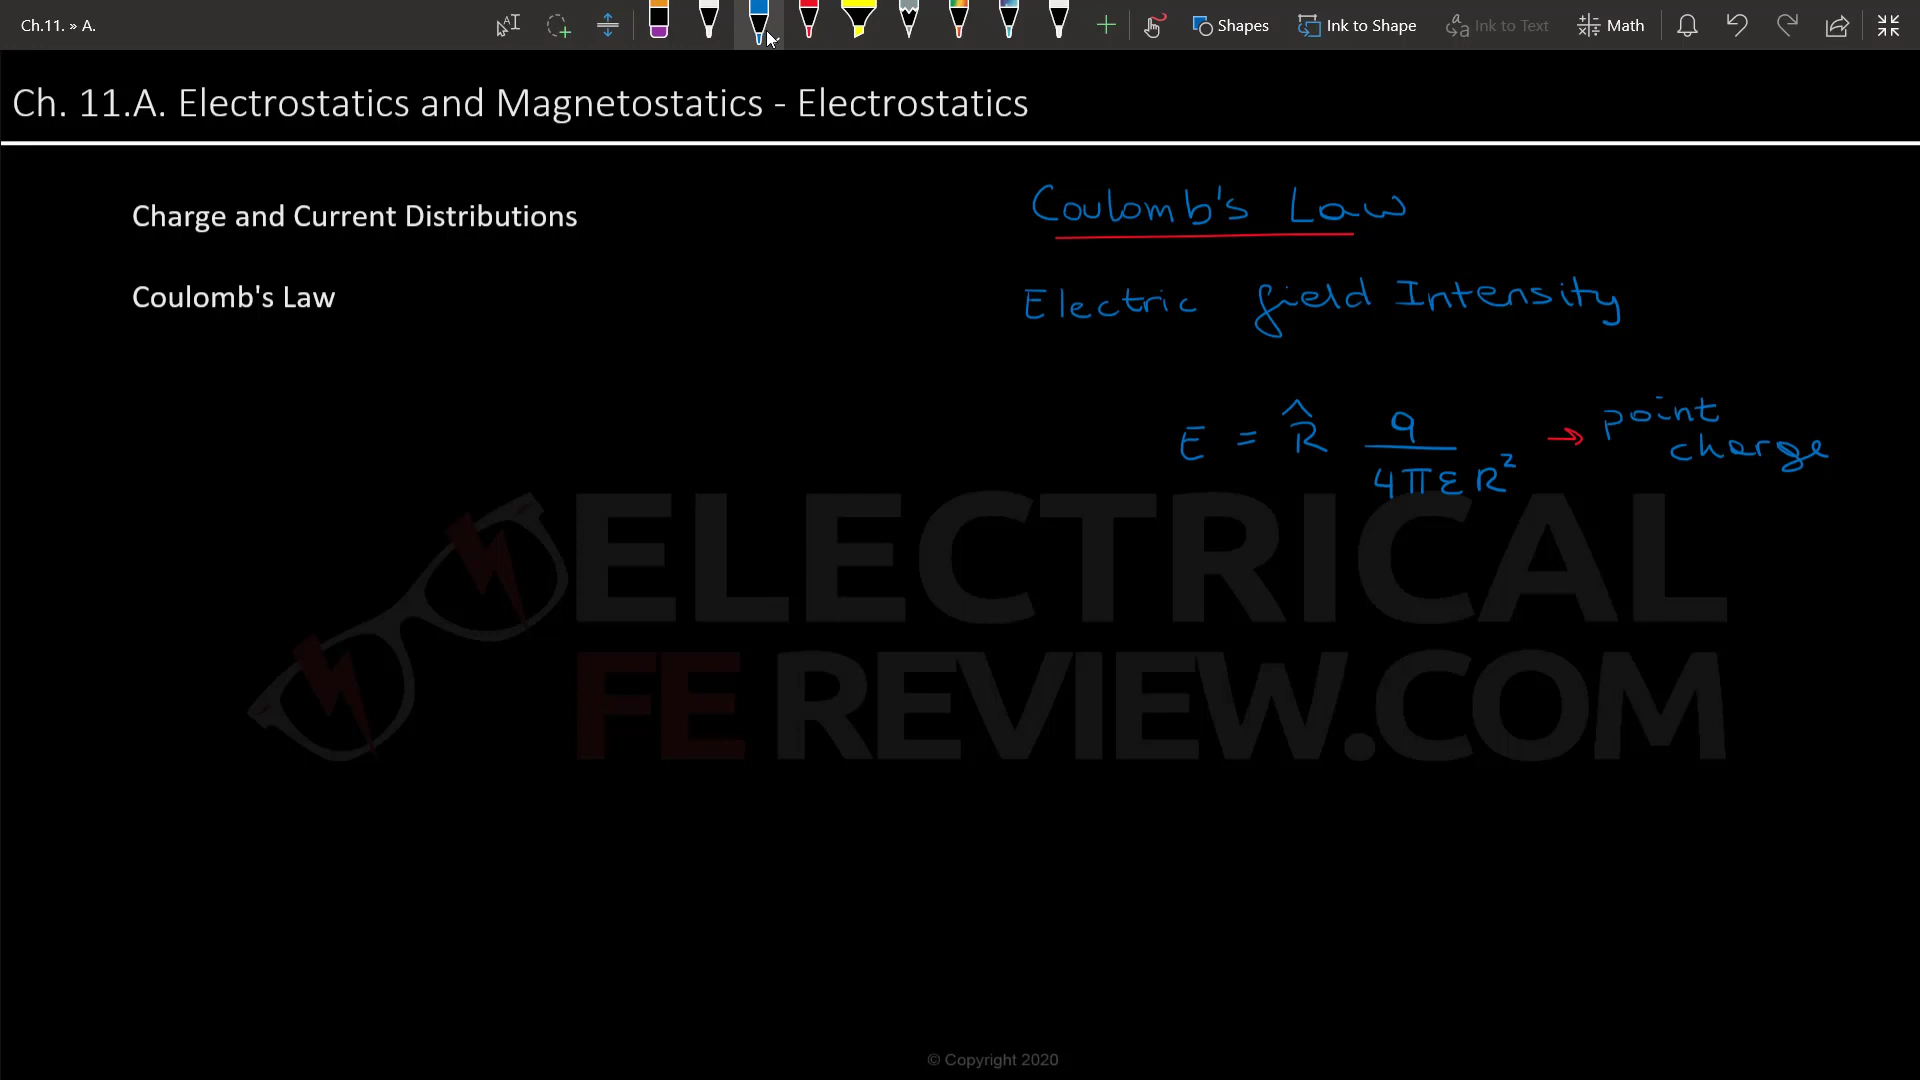 Ch.11. » A.
Shapes
Ink to Shape
Ink to Text
Math
Ch. 11.A. Electrostatics and Magnetostatics - Electrostatics
Charge and Current Distributions
Coulomb's Law
Coulomb's Law
Electric field Intensity
E = R̂ q / 4πεR² → point charge
ELECTRICAL
FE REVIEW.COM
© Copyright 2020